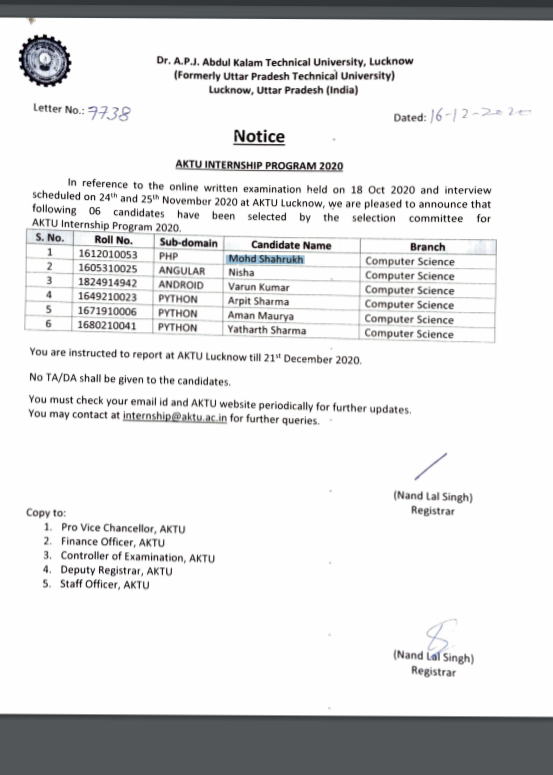 Dr. A.P.J. Abdul Kalam Technical University, Lucknow
(Formerly Uttar Pradesh Technical University)
Lucknow, Uttar Pradesh (India)
Letter No.: 7738
Dated: 16-12-2020
Notice
AKTU INTERNSHIP PROGRAM 2020
In reference to the online written examination held on 18 Oct 2020 and interview
scheduled on 24th and 25th November 2020 at AKTU Lucknow, we are pleased to announce that
following 06 candidates have been selected by the selection committee for
AKTU Internship Program 2020.
S. No. Roll No. Sub-domain Candidate Name Branch
1 1612010053 PHP Mohd Shahrukh Computer Science
2 1605310025 ANGULAR Nisha Computer Science
3 1824914942 ANDROID Varun Kumar Computer Science
4 1649210023 PYTHON Arpit Sharma Computer Science
5 1671910006 PYTHON Aman Maurya Computer Science
6 1680210041 PYTHON Yatharth Sharma Computer Science
You are instructed to report at AKTU Lucknow till 21st December 2020.
No TA/DA shall be given to the candidates.
You must check your email id and AKTU website periodically for further updates.
You may contact at internship@aktu.ac.in for further queries.
(Nand Lal Singh)
Registrar
Copy to:
1. Pro Vice Chancellor, AKTU
2. Finance Officer, AKTU
3. Controller of Examination, AKTU
4. Deputy Registrar, AKTU
5. Staff Officer, AKTU
(Nand Lal Singh)
Registrar